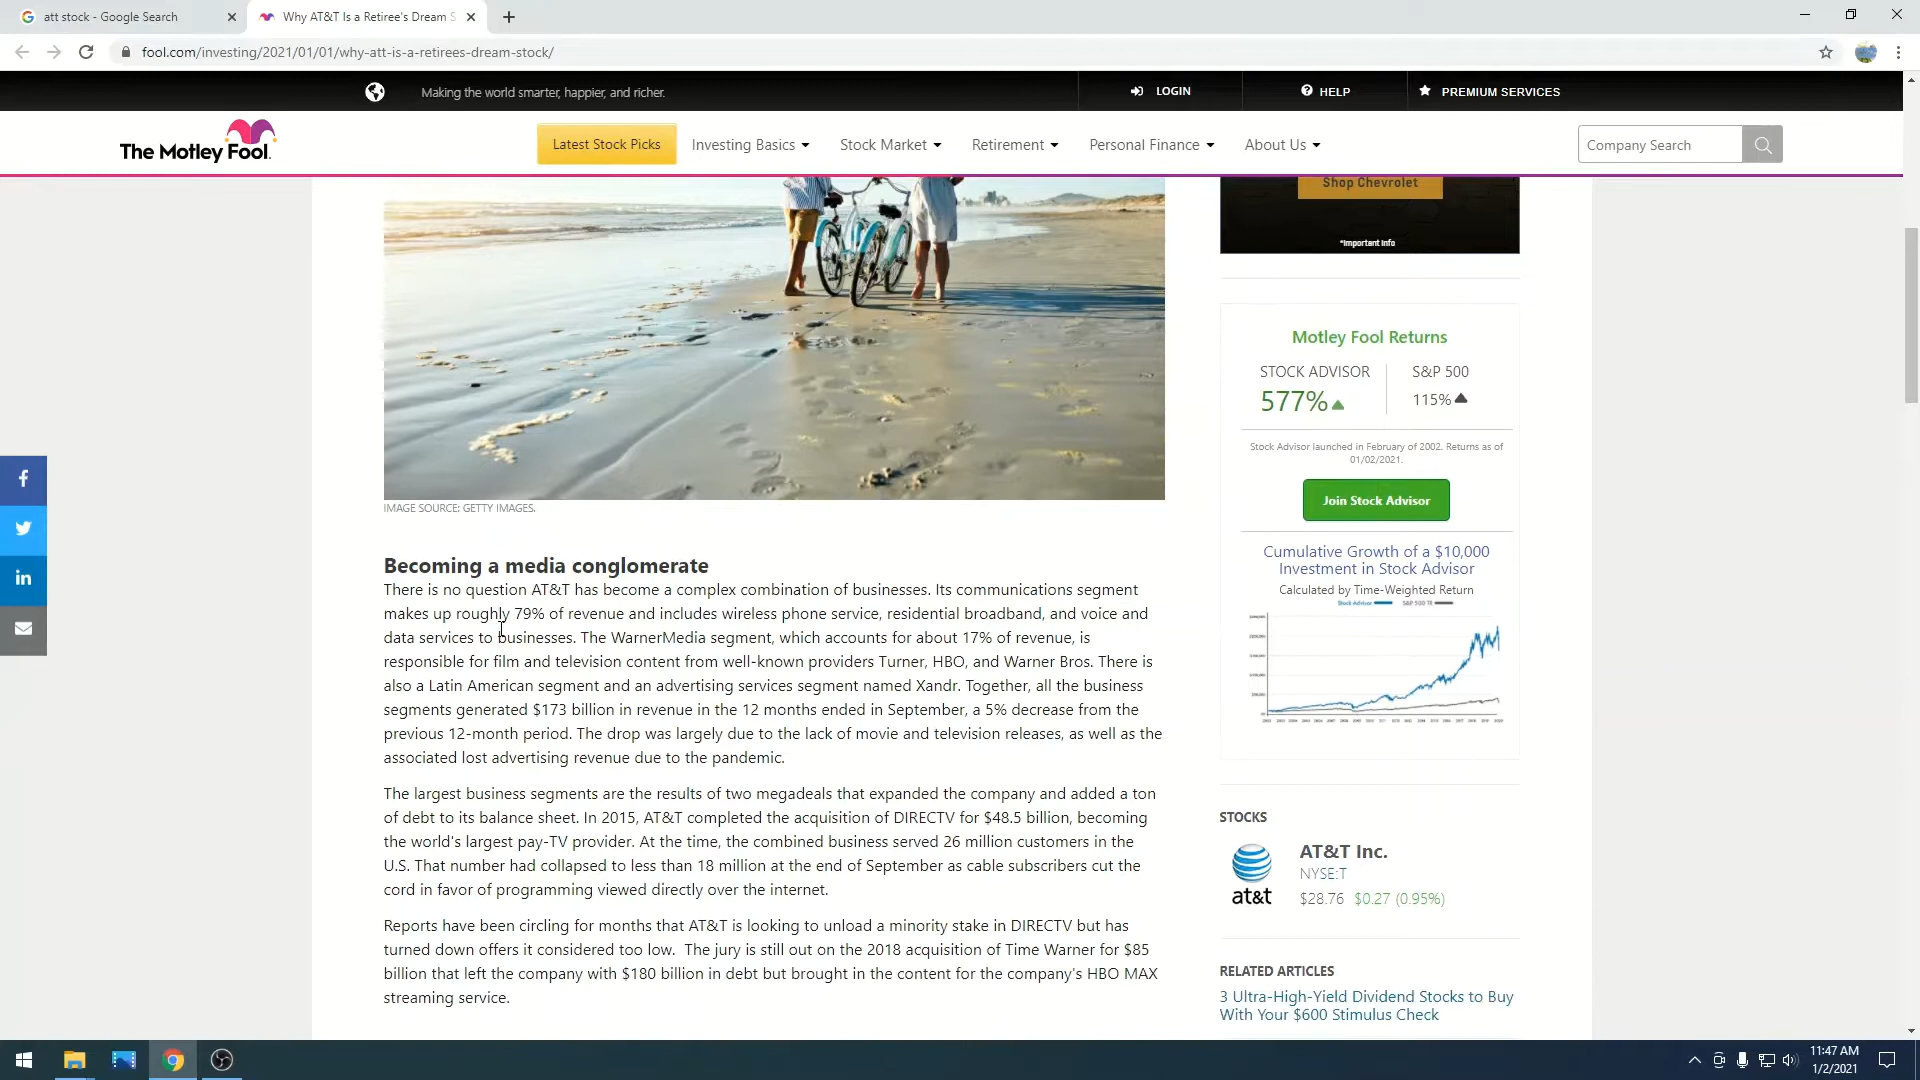 att stock - Google Search
Why AT&T Is a Retiree's Dream S
fool.com/investing/2021/01/01/why-att-is-a-retirees-dream-stock/
Making the world smarter, happier, and richer.
LOGIN
HELP
PREMIUM SERVICES
The Motley Fool.
Latest Stock Picks
Investing Basics
Stock Market
Retirement
Personal Finance
About Us
Company Search
Shop Chevrolet
*Important Info
IMAGE SOURCE: GETTY IMAGES.
Becoming a media conglomerate
There is no question AT&T has become a complex combination of businesses. Its communications segment
makes up roughly 79% of revenue and includes wireless phone service, residential broadband, and voice and
data services to businesses. The WarnerMedia segment, which accounts for about 17% of revenue, is
responsible for film and television content from well-known providers Turner, HBO, and Warner Bros. There is
also a Latin American segment and an advertising services segment named Xandr. Together, all the business
segments generated $173 billion in revenue in the 12 months ended in September, a 5% decrease from the
previous 12-month period. The drop was largely due to the lack of movie and television releases, as well as the
associated lost advertising revenue due to the pandemic.
The largest business segments are the results of two megadeals that expanded the company and added a ton
of debt to its balance sheet. In 2015, AT&T completed the acquisition of DIRECTV for $48.5 billion, becoming
the world's largest pay-TV provider. At the time, the combined business served 26 million customers in the
U.S. That number had collapsed to less than 18 million at the end of September as cable subscribers cut the
cord in favor of programming viewed directly over the internet.
Reports have been circling for months that AT&T is looking to unload a minority stake in DIRECTV but has
turned down offers it considered too low. The jury is still out on the 2018 acquisition of Time Warner for $85
billion that left the company with $180 billion in debt but brought in the content for the company's HBO MAX
streaming service.
Motley Fool Returns
STOCK ADVISOR
S&P 500
577%
115%
Stock Advisor launched in February of 2002. Returns as of
01/02/2021.
Join Stock Advisor
Cumulative Growth of a $10,000
Investment in Stock Advisor
Calculated by Time-Weighted Return
Stock Advisor
S&P 500 TR
STOCKS
at&t
AT&T Inc.
NYSE:T
$28.76 $0.27 (0.95%)
RELATED ARTICLES
3 Ultra-High-Yield Dividend Stocks to Buy
With Your $600 Stimulus Check
11:47 AM
1/2/2021